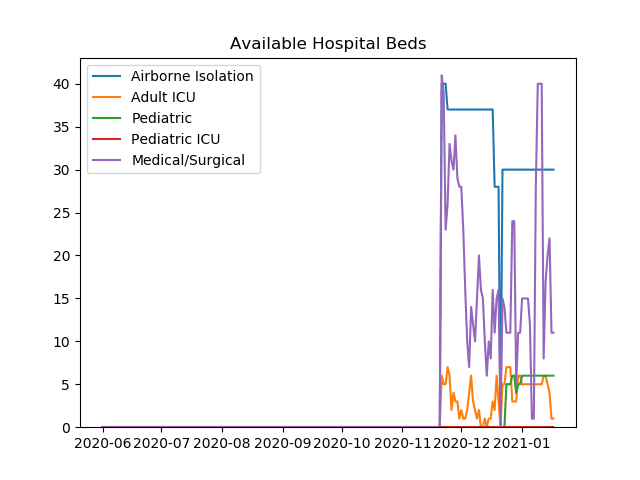 Available Hospital Beds
Airborne Isolation
Adult ICU
Pediatric
Pediatric ICU
Medical/Surgical
40
35
30
25
20
15
10
5
0
2020-06 2020-07 2020-08 2020-09 2020-10 2020-11 2020-12 2021-01